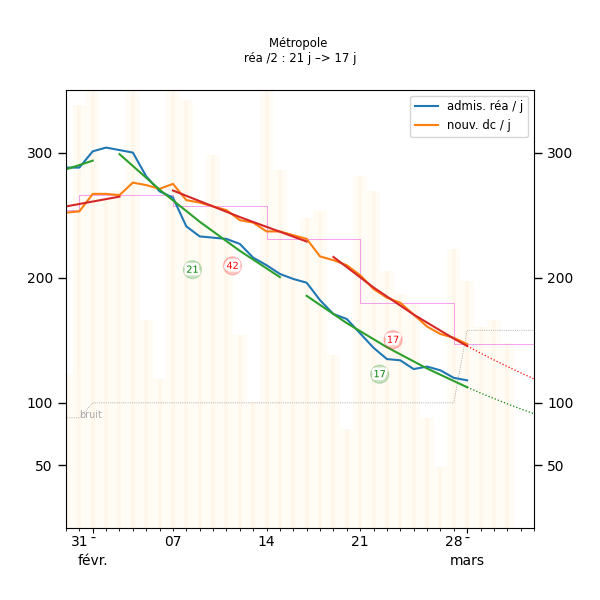 Métropole
réa /2 : 21 j –> 17 j
admis. réa / j
nouv. dc / j
300
300
200
200
21
42
17
17
100
100
bruit
50
50
31
07
14
21
28
févr.
mars